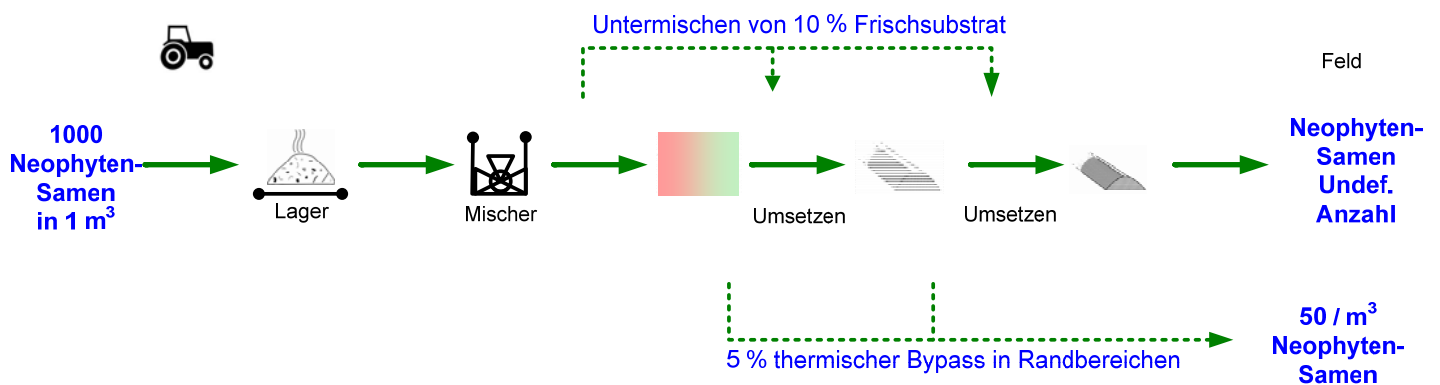 Untermischen von 10 % Frischsubstrat
Feld
1000
Neophyten-
Samen
in 1 m³
Lager
Mischer
Umsetzen
Umsetzen
Neophyten-
Samen
Undef.
Anzahl
5 % thermischer Bypass in Randbereichen
50 / m³
Neophyten-
Samen